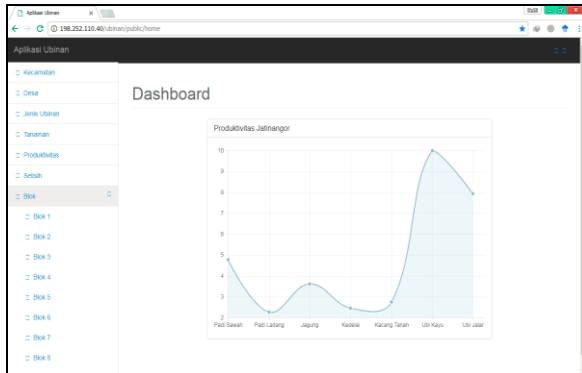 Aplikasi Ubinan
198.252.110.40/ubinan/public/home
Aplikasi Ubinan
Kecamatan
Desa
Jenis Ubinan
Tanaman
Produktivitas
Selisih
Blok
Blok 1
Blok 2
Blok 3
Blok 4
Blok 5
Blok 6
Blok 7
Blok 8
Dashboard
Produktivitas Jatinangor
10
9
8
7
6
5
4
3
2
Padi Sawah Padi Ladang Jagung Kedelai Kacang Tanah Ubi Kayu Ubi Jalar